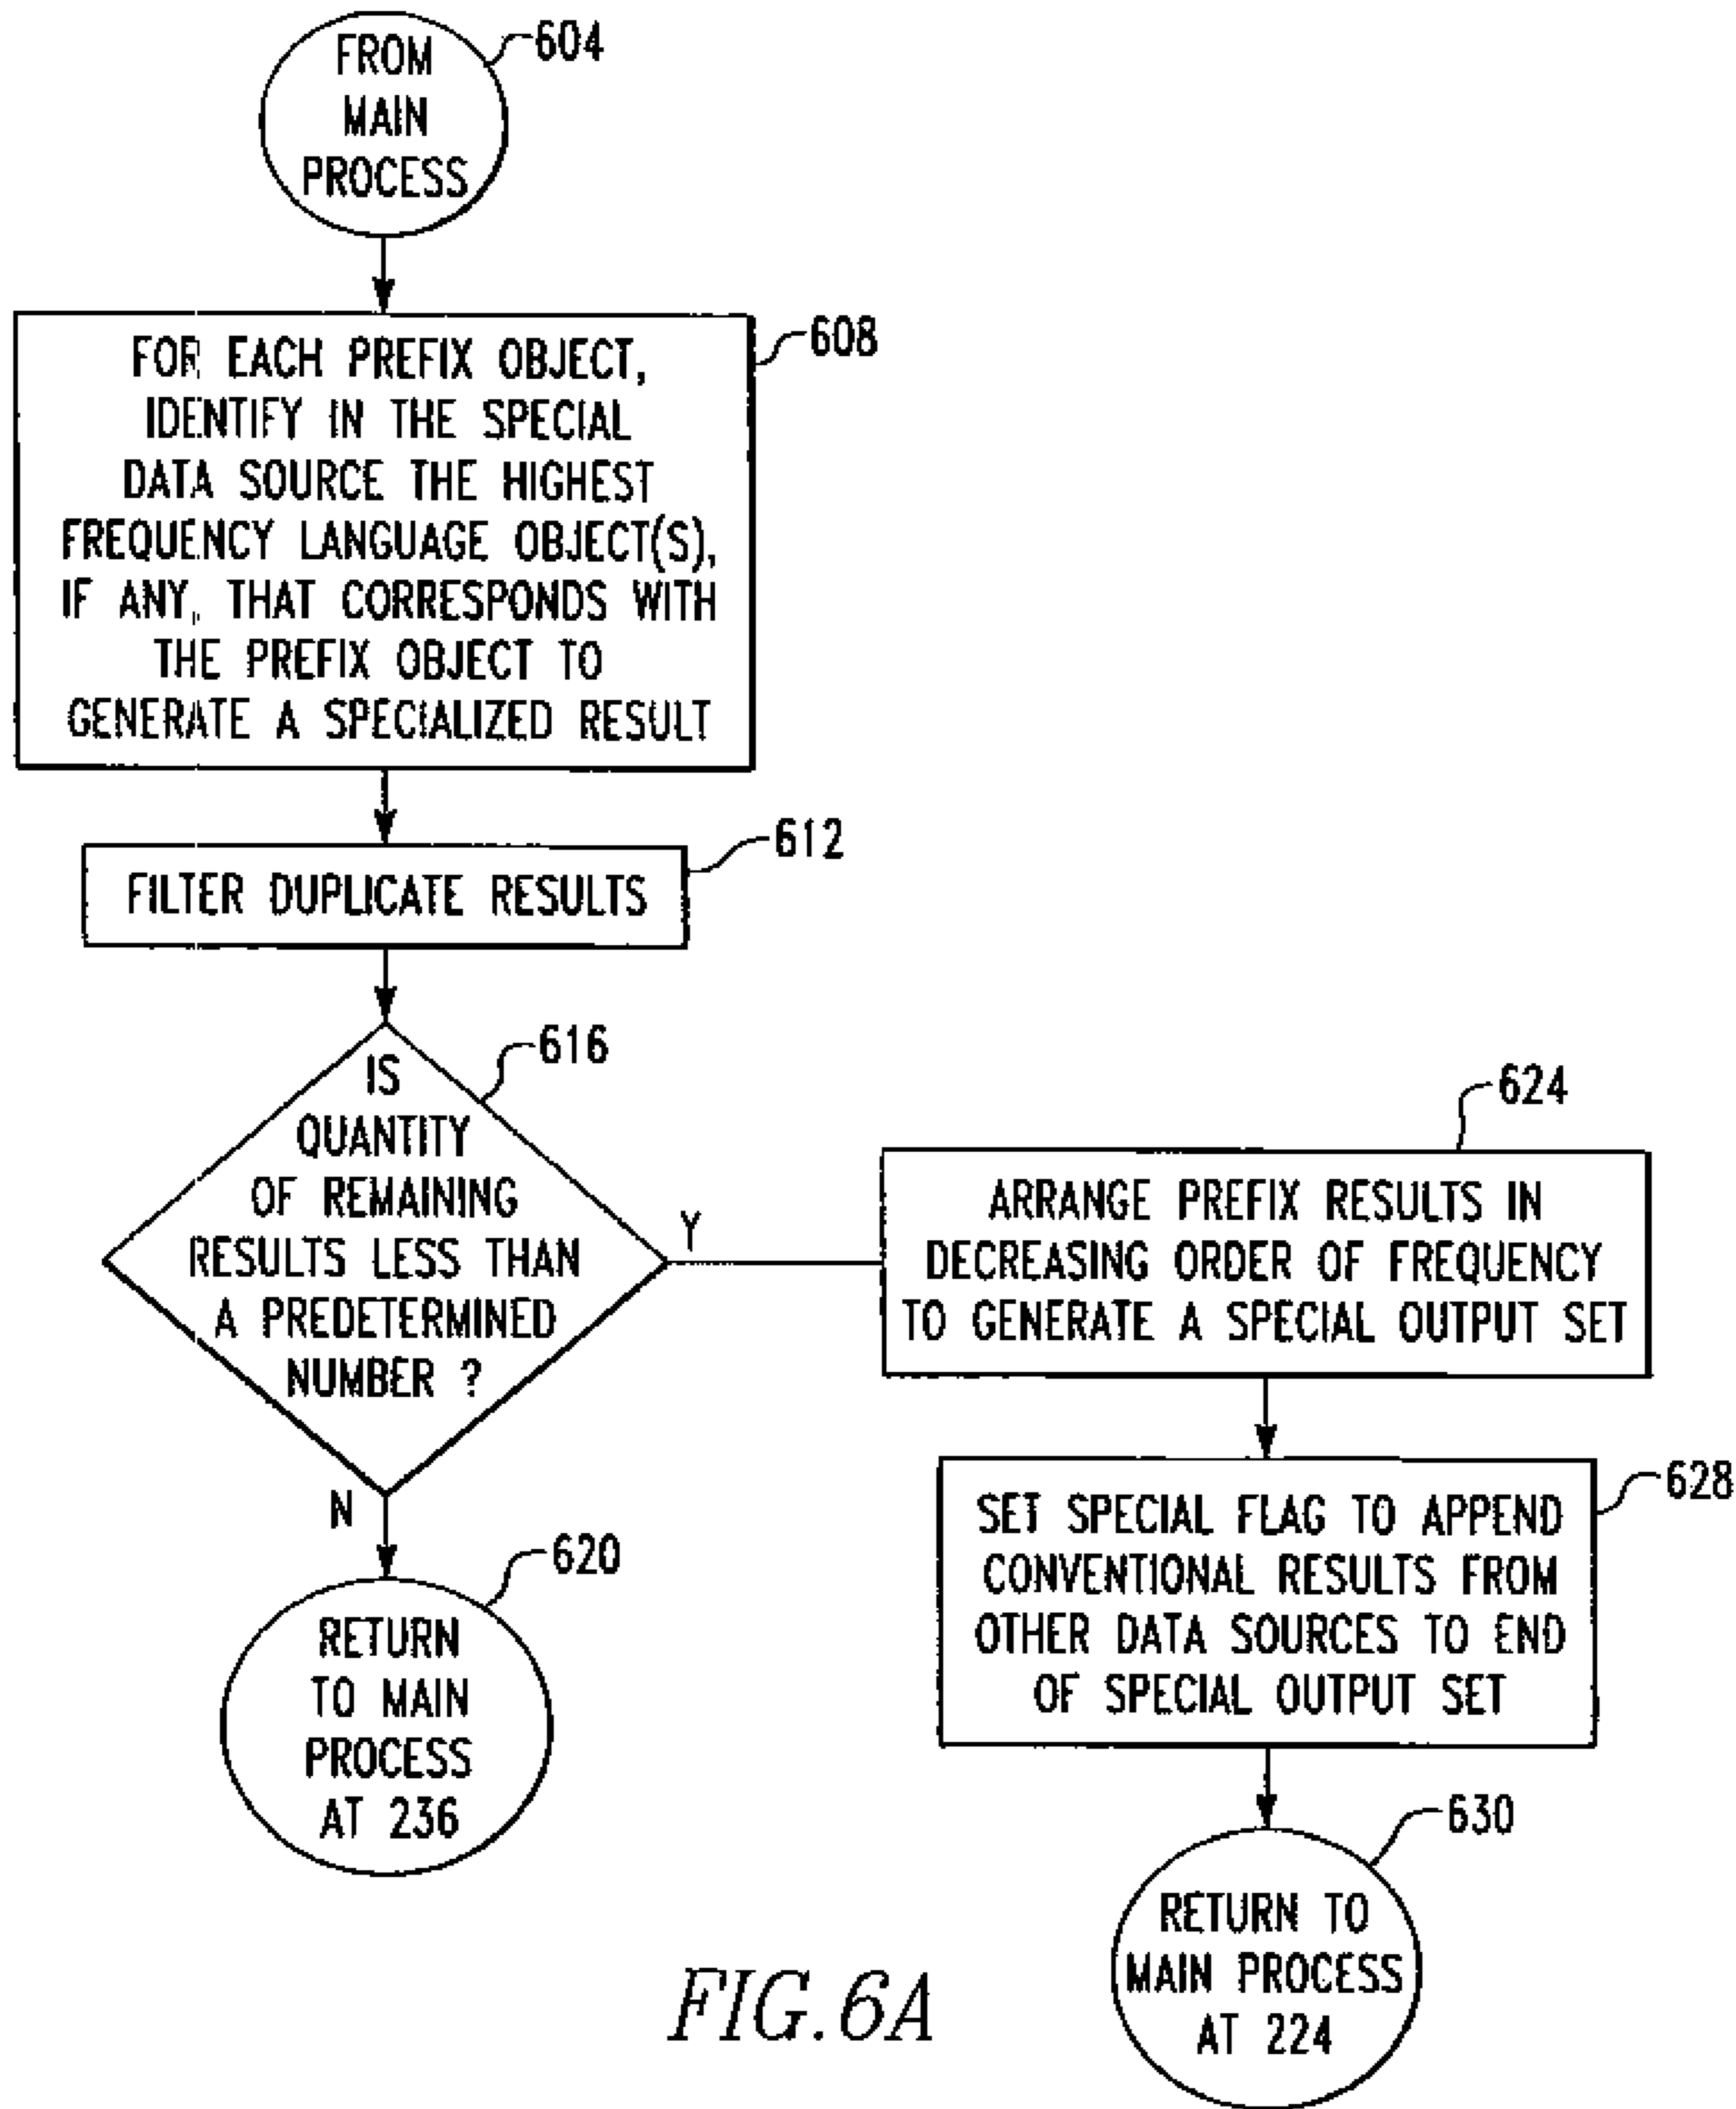 FROM
MAIN
PROCESS
604
FOR EACH PREFIX OBJECT,
IDENTIFY IN THE SPECIAL
DATA SOURCE THE HIGHEST
FREQUENCY LANGUAGE OBJECT(S),
IF ANY, THAT CORRESPONDS WITH
THE PREFIX OBJECT TO
GENERATE A SPECIALIZED RESULT
608
FILTER DUPLICATE RESULTS
612
IS
QUANTITY
OF REMAINING
RESULTS LESS THAN
A PREDETERMINED
NUMBER ?
616
Y
N
RETURN
TO MAIN
PROCESS
AT 236
620
ARRANGE PREFIX RESULTS IN
DECREASING ORDER OF FREQUENCY
TO GENERATE A SPECIAL OUTPUT SET
624
SET SPECIAL FLAG TO APPEND
CONVENTIONAL RESULTS FROM
OTHER DATA SOURCES TO END
OF SPECIAL OUTPUT SET
628
RETURN TO
MAIN PROCESS
AT 224
630
FIG.6A